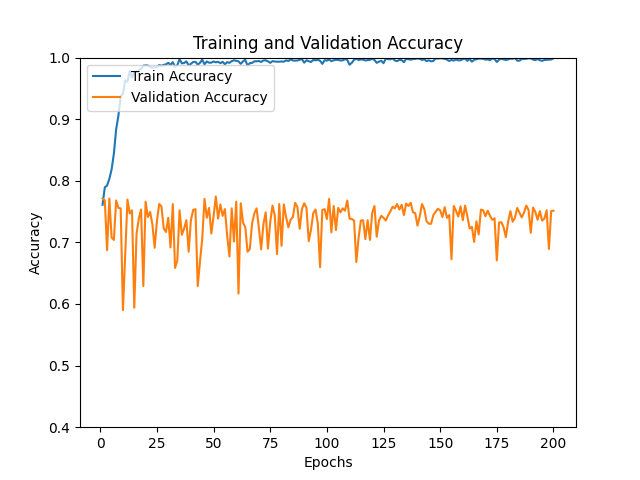 Training and Validation Accuracy
Train Accuracy
Validation Accuracy
1.0
0.9
0.8
0.7
0.6
0.5
0.4
Accuracy
0 25 50 75 100 125 150 175 200
Epochs